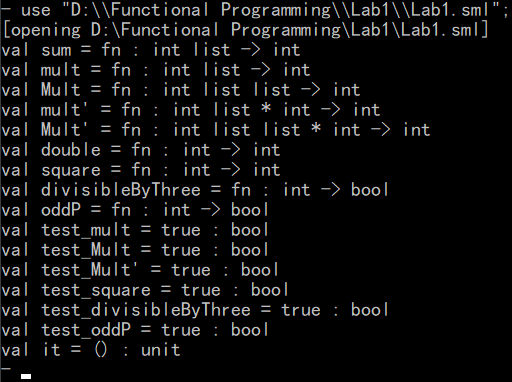 - use "D:\\Functional Programming\\Lab1\\Lab1.sml";
[opening D:\Functional Programming\Lab1\Lab1.sml]
val sum = fn : int list -> int
val mult = fn : int list -> int
val Mult = fn : int list list -> int
val mult' = fn : int list * int -> int
val Mult' = fn : int list list * int -> int
val double = fn : int -> int
val square = fn : int -> int
val divisibleByThree = fn : int -> bool
val oddP = fn : int -> bool
val test_mult = true : bool
val test_Mult = true : bool
val test_Mult' = true : bool
val test_square = true : bool
val test_divisibleByThree = true : bool
val test_oddP = true : bool
val it = () : unit
-